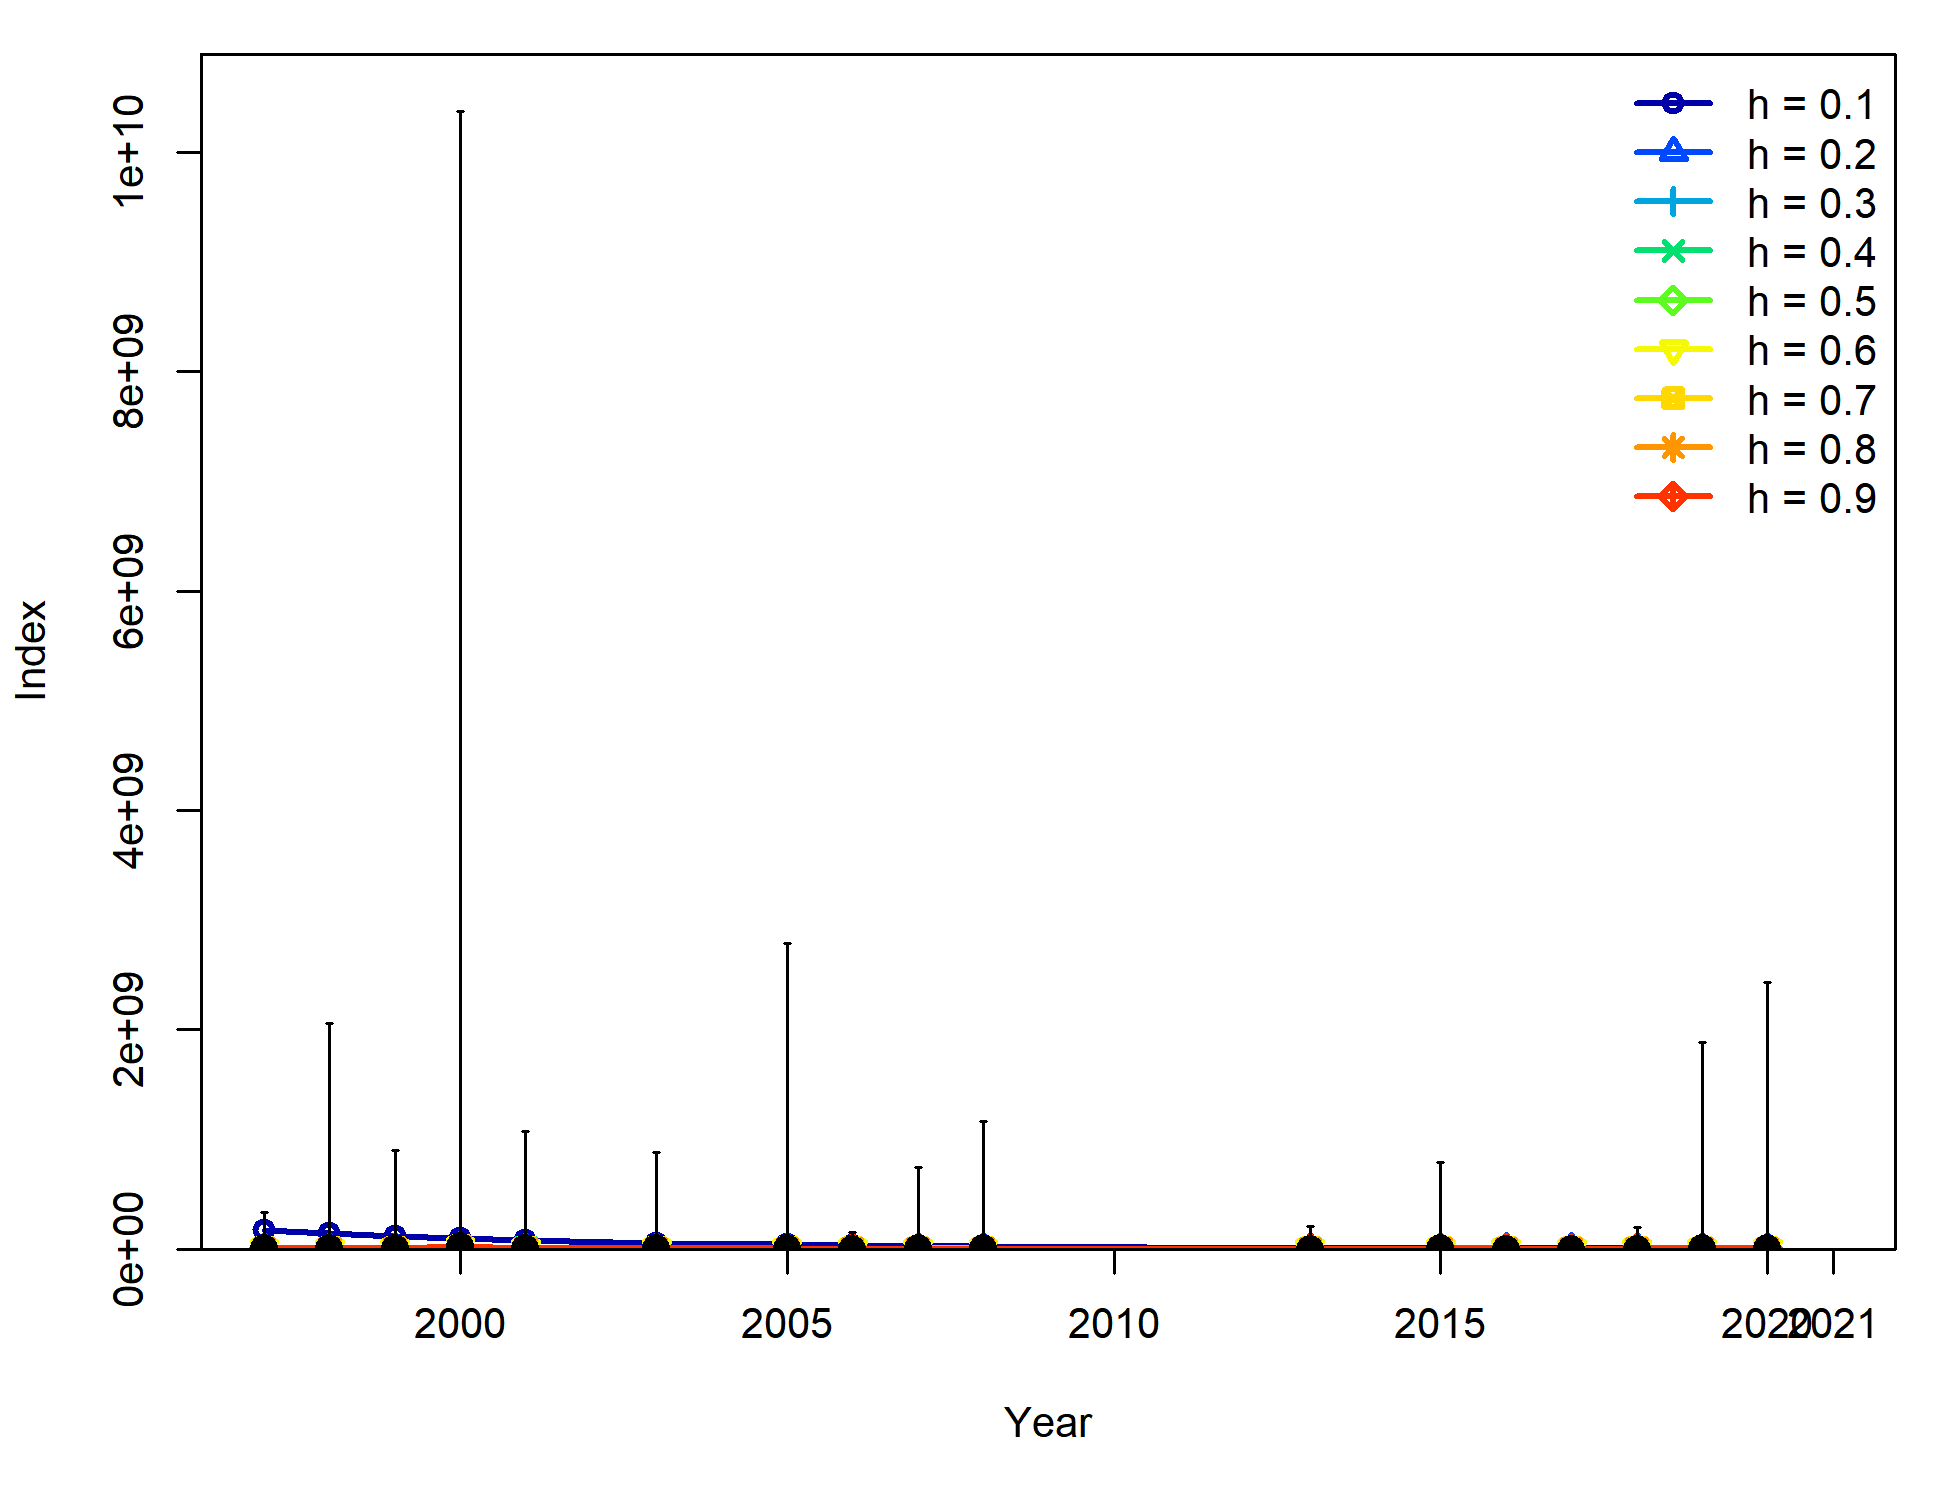 1e+10
8e+09
6e+09
4e+09
2e+09
0e+00
Index
h = 0.1
h = 0.2
h = 0.3
h = 0.4
h = 0.5
h = 0.6
h = 0.7
h = 0.8
h = 0.9
2000 2005 2010 2015 2020 2021
Year